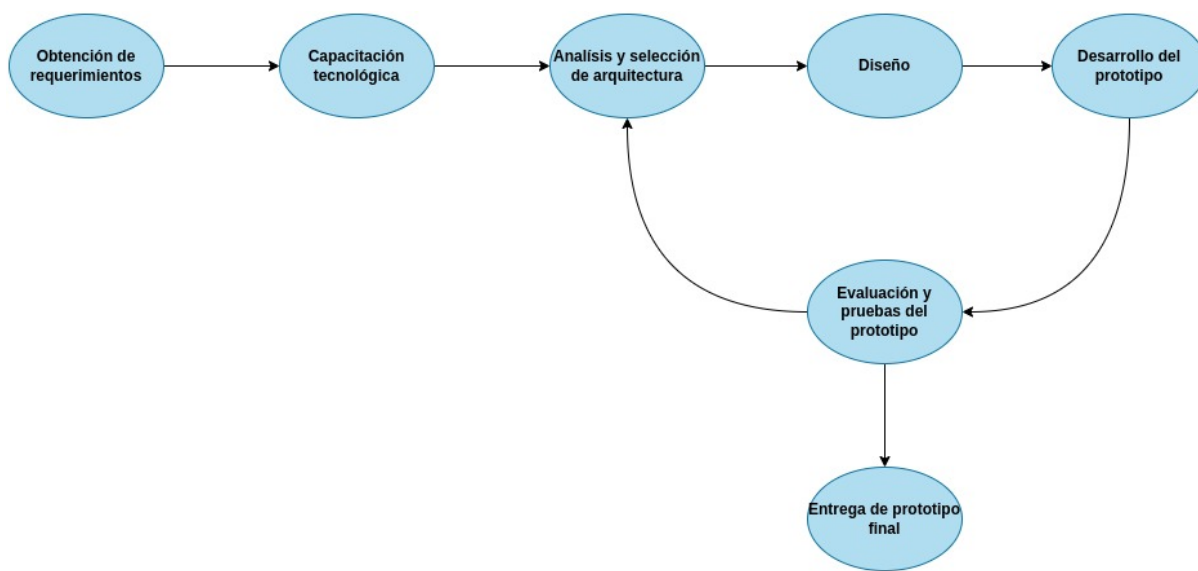 Obtención de
requerimientos
Capacitación
tecnológica
Analísis y selección
de arquitectura
Diseño
Desarrollo del
prototipo
Evaluación y
pruebas del
prototipo
Entrega de prototipo
final